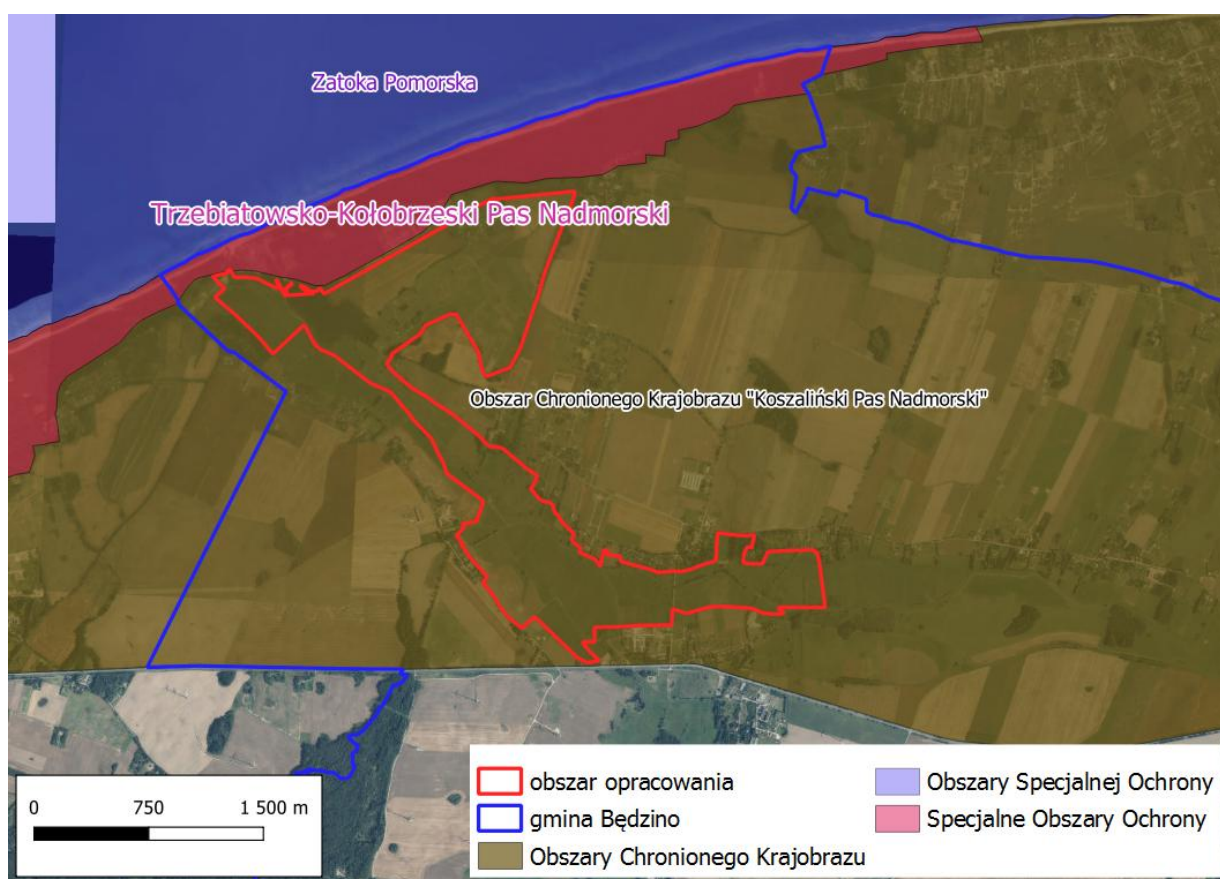 Zatoka Pomorska
Trzebiatowsko-Kołobrzeski Pas Nadmorski
Obszar Chronionego Krajobrazu "Koszaliński Pas Nadmorski"
0 750 1 500 m
obszar opracowania
gmina Będzino
Obszary Chronionego Krajobrazu
Obszary Specjalnej Ochrony
Specjalne Obszary Ochrony